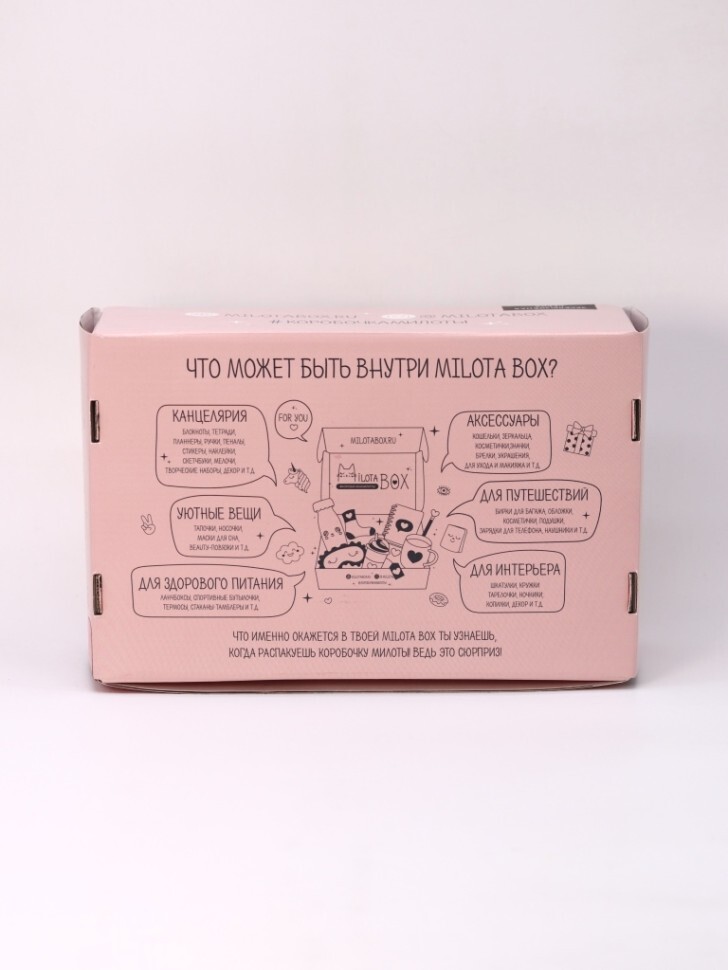 MILOTABOX.RU
@MILOTABOX
#КОРОБОЧКАМИЛОТЫ
ЧТО МОЖЕТ БЫТЬ ВНУТРИ MILOTA BOX?
КАНЦЕЛЯРИЯ
БЛОКНОТЫ, ТЕТРАДИ,
ПЛАННЕРЫ, РУЧКИ, ПЕНАЛЫ,
СТИКЕРЫ, НАКЛЕЙКИ,
СКЕТЧБУКИ, МЕЛОЧИ,
ТВОРЧЕСКИЕ НАБОРЫ, ДЕКОР И Т.Д.
FOR YOU
УЮТНЫЕ ВЕЩИ
ТАПОЧКИ, НОСОЧКИ,
МАСКИ ДЛЯ СНА,
BEAUTY-ПОВЯЗКИ И Т.Д.
ДЛЯ ЗДОРОВОГО ПИТАНИЯ
ЛАНЧБОКСЫ, СПОРТИВНЫЕ БУТЫЛОЧКИ,
ТЕРМОСЫ, СТАКАНЫ ТАМБЛЕРЫ И Т.Д.
MILOTABOX.RU
MILOTA
BOX
АКСЕССУАРЫ
КОШЕЛЬКИ, ЗЕРКАЛЬЦА,
КОСМЕТИЧКИ,ЗНАЧКИ,
БРЕЛКИ, УКРАШЕНИЯ,
ДЛЯ УХОДА И МАКИЯЖА И Т.Д.
ДЛЯ ПУТЕШЕСТВИЙ
БИРКИ ДЛЯ БАГАЖА, ОБЛОЖКИ,
КОСМЕТИЧКИ, ПОДУШКИ,
ЗАРЯДКИ ДЛЯ ТЕЛЕФОНА, НАУШНИКИ И Т.Д.
ДЛЯ ИНТЕРЬЕРА
ШКАТУЛКИ, КРУЖКИ
ТАРЕЛОЧКИ, НОЧНИКИ,
КОПИЛКИ, ДЕКОР И Т.Д.
ЧТО ИМЕННО ОКАЖЕТСЯ В ТВОЕЙ MILOTA BOX ТЫ УЗНАЕШЬ,
КОГДА РАСПАКУЕШЬ КОРОБОЧКУ МИЛОТЫ! ВЕДЬ ЭТО СЮРПРИЗ!